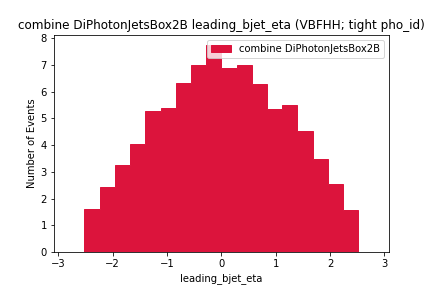 combine DiPhotonJetsBox2B leading_bjet_eta (VBFHH; tight pho_id)
combine DiPhotonJetsBox2B
Number of Events
8
7
6
5
4
3
2
1
0
−3 −2 −1 0 1 2 3
leading_bjet_eta